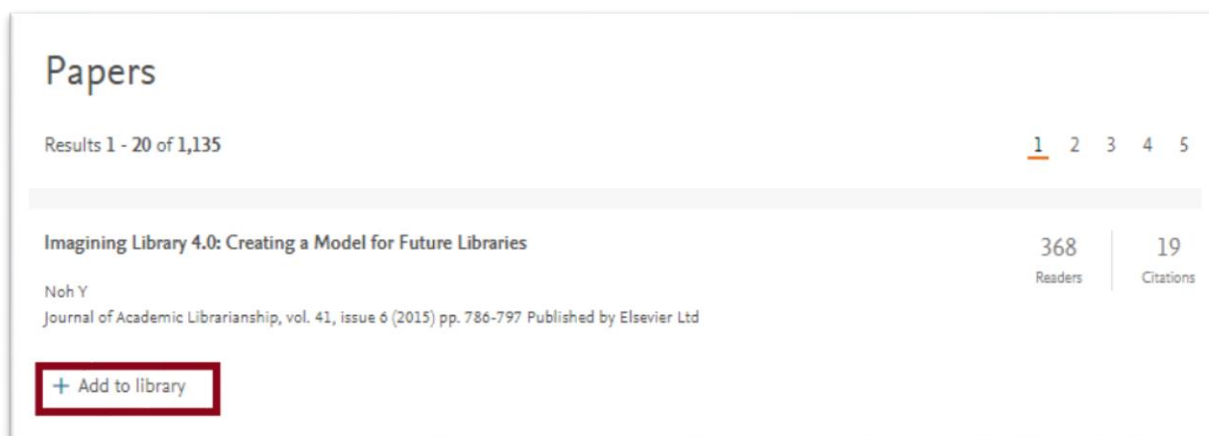 Papers
Results 1 - 20 of 1,135
1 2 3 4 5
Imagining Library 4.0: Creating a Model for Future Libraries
368 19
Readers Citations
Noh Y
Journal of Academic Librarianship, vol. 41, issue 6 (2015) pp. 786-797 Published by Elsevier Ltd
+ Add to library